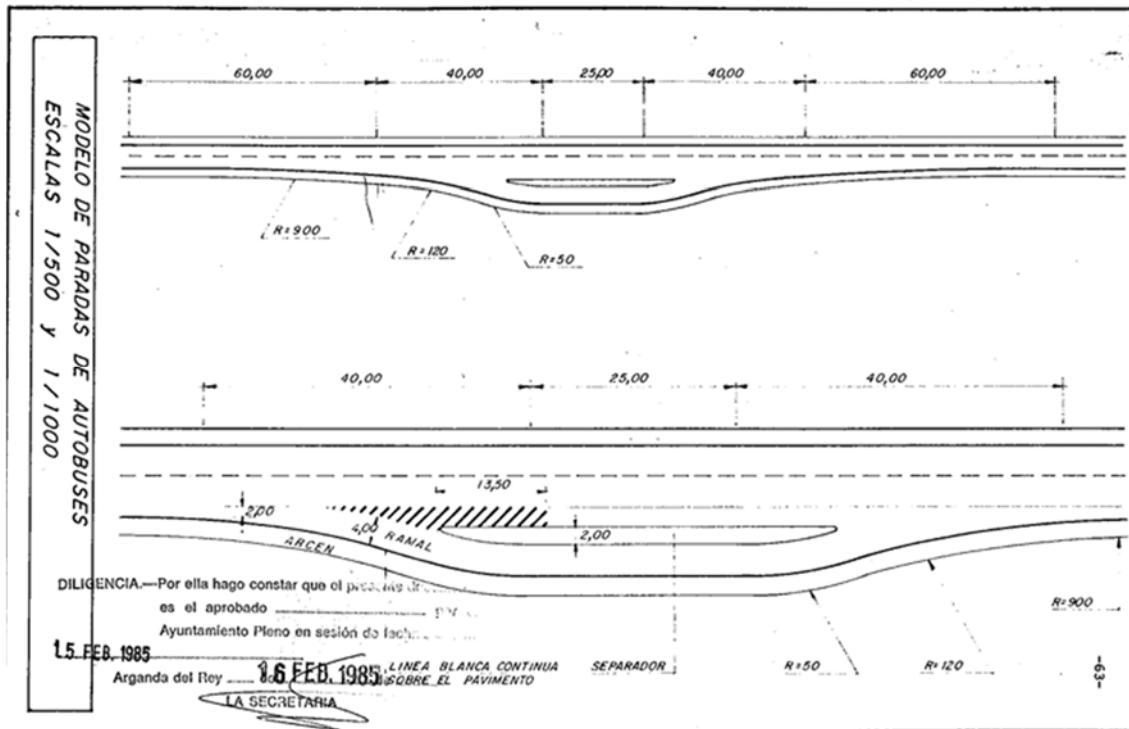 MODELO DE PARADAS DE AUTOBUSES
ESCALAS 1/500 y 1/1000
60,00 40,00 25,00 40,00 60,00
R=900
R=120
R=50
40,00 25,00 40,00
13,50
2,00
4,00
RAMAL
2,00
ARCEN
DILIGENCIA.—Por ella hago constar que el presente
es el aprobado
Ayuntamiento Pleno en sesión de fecha
15 FEB. 1985
Arganda del Rey
16 FEB. 1985
LA SECRETARIA
LINEA BLANCA CONTINUA
SOBRE EL PAVIMENTO
SEPARADOR
R=50
R=120
R=900
-63-